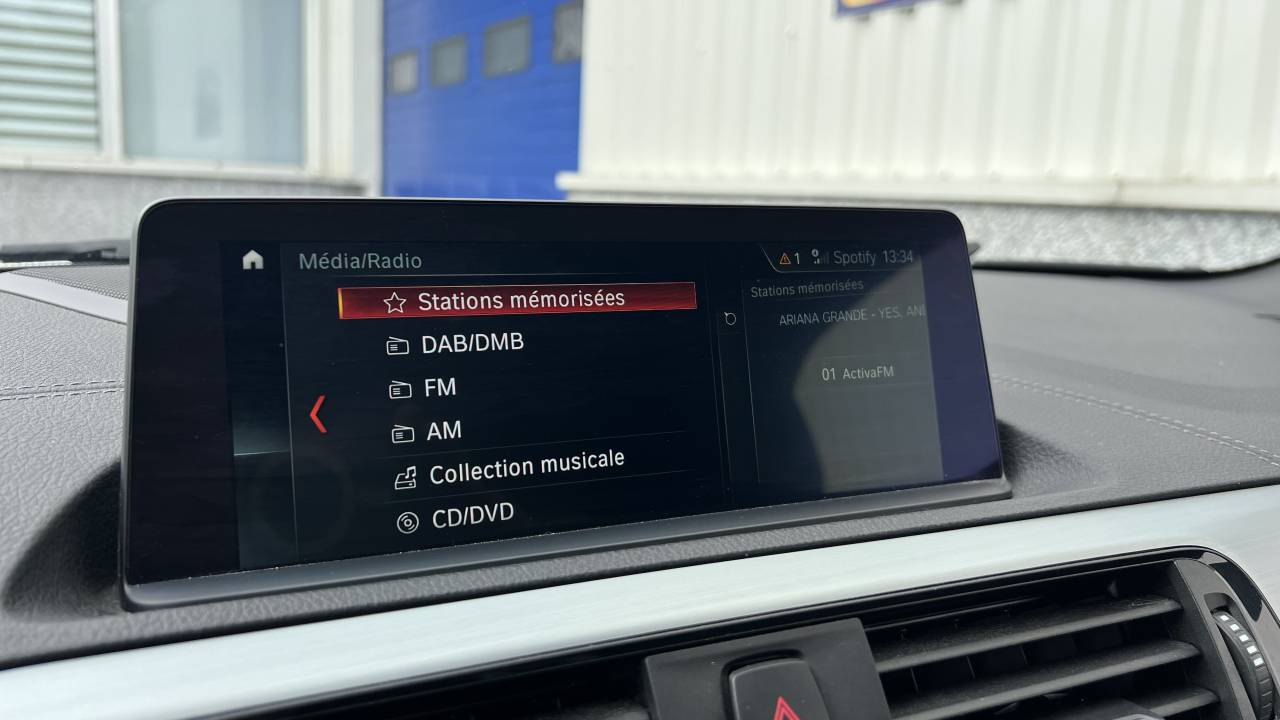 Média/Radio
1 Spotify 13:34
Stations mémorisées
DAB/DMB
FM
AM
Collection musicale
CD/DVD
Stations mémorisées
ARIANA GRANDE - YES, AN
01 ActivaFM